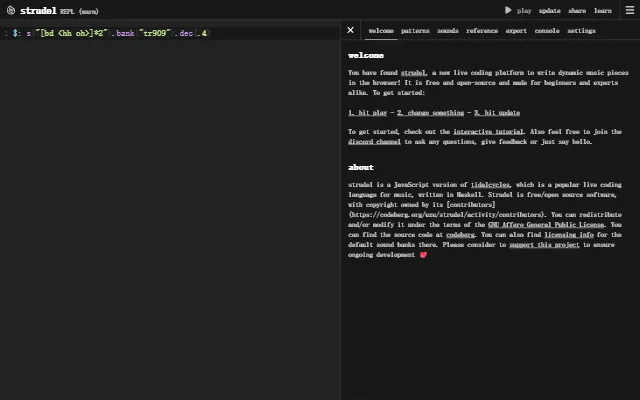 strudel REPL (warm)
play update share learn
1 $: s("[bd <hh oh>]*2").bank("tr909").dec(.4)
welcome patterns sounds reference export console settings
welcome
You have found strudel, a new live coding platform to write dynamic music pieces
in the browser! It is free and open-source and made for beginners and experts
alike. To get started:
1. hit play - 2. change something - 3. hit update
To get started, check out the interactive tutorial. Also feel free to join the
discord channel to ask any questions, give feedback or just say hello.
about
strudel is a JavaScript version of tidalcycles, which is a popular live coding
language for music, written in Haskell. Strudel is free/open source software,
with copyright owned by its [contributors]
(https://codeberg.org/uzu/strudel/activity/contributors). You can redistribute
and/or modify it under the terms of the GNU Affero General Public License. You
can find the source code at codeberg. You can also find licensing info for the
default sound banks there. Please consider to support this project to ensure
ongoing development